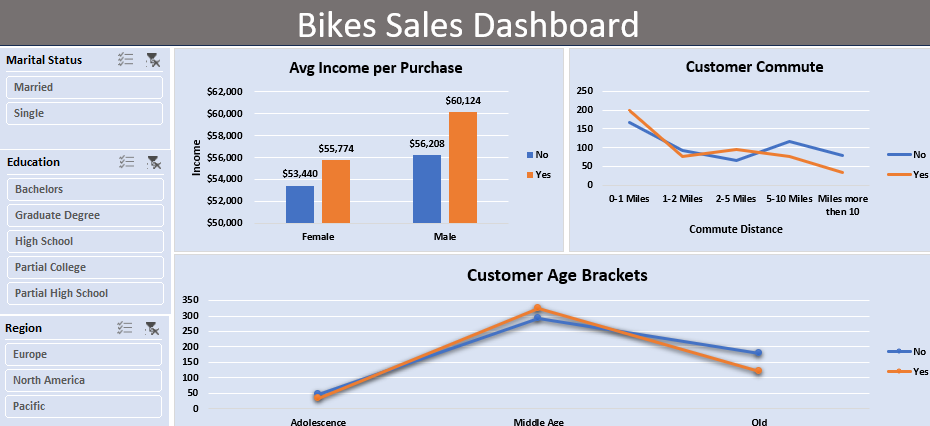 Bikes Sales Dashboard
Marital Status
Married
Single
Education
Bachelors
Graduate Degree
High School
Partial College
Partial High School
Region
Europe
North America
Pacific
Avg Income per Purchase
$62,000
$60,000
$58,000
$56,000
$54,000
$52,000
$50,000
Income
$53,440
$55,774
$56,208
$60,124
Female
Male
No
Yes
Customer Commute
250
200
150
100
50
0
0-1 Miles
1-2 Miles
2-5 Miles
5-10 Miles
Miles more
then 10
Commute Distance
No
Yes
Customer Age Brackets
350
300
250
200
150
100
50
0
Adolescence
Middle Age
Old
No
Yes